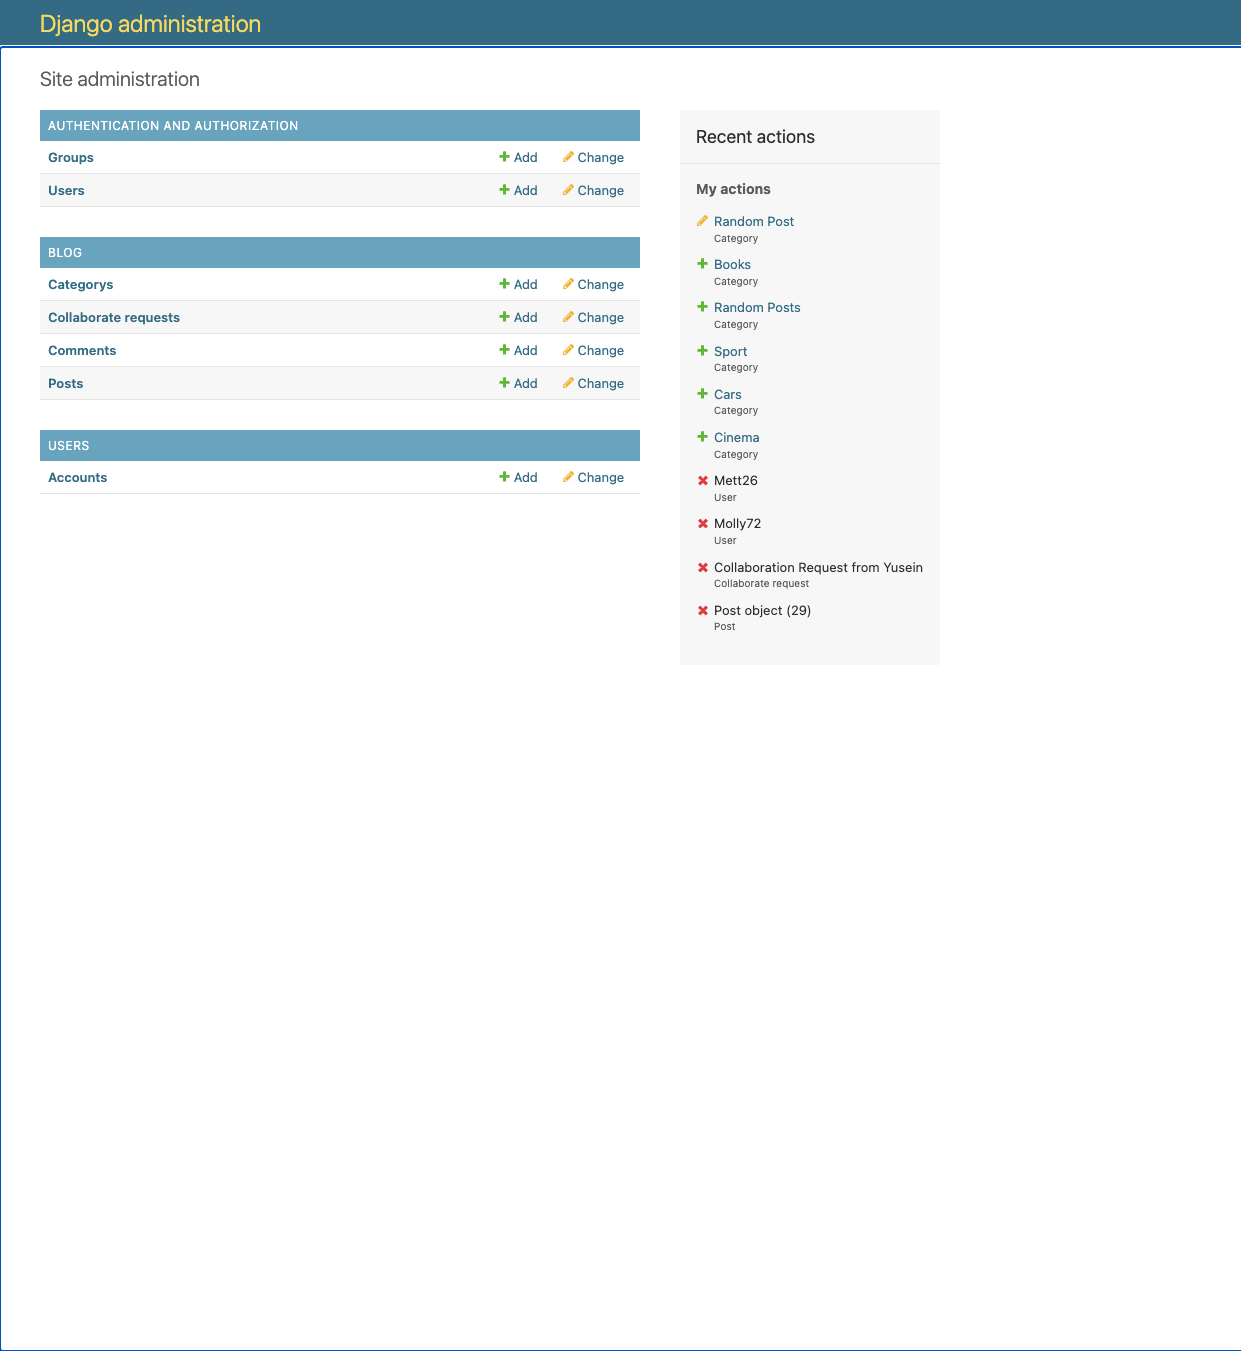 Django administration
Site administration
AUTHENTICATION AND AUTHORIZATION
Groups Add Change
Users Add Change
BLOG
Categorys Add Change
Collaborate requests Add Change
Comments Add Change
Posts Add Change
USERS
Accounts Add Change
Recent actions
My actions
Random Post
Category
Books
Category
Random Posts
Category
Sport
Category
Cars
Category
Cinema
Category
Mett26
User
Molly72
User
Collaboration Request from Yusein
Collaborate request
Post object (29)
Post